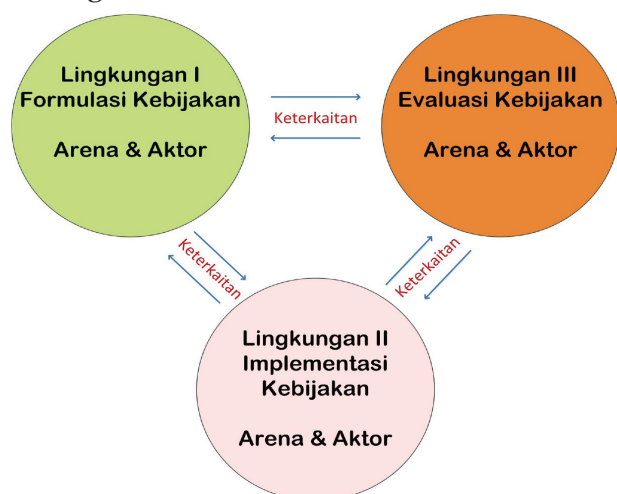 Lingkungan I
Formulasi Kebijakan
Arena & Aktor
Keterkaitan
Lingkungan III
Evaluasi Kebijakan
Arena & Aktor
Keterkaitan
Keterkaitan
Lingkungan II
Implementasi
Kebijakan
Arena & Aktor